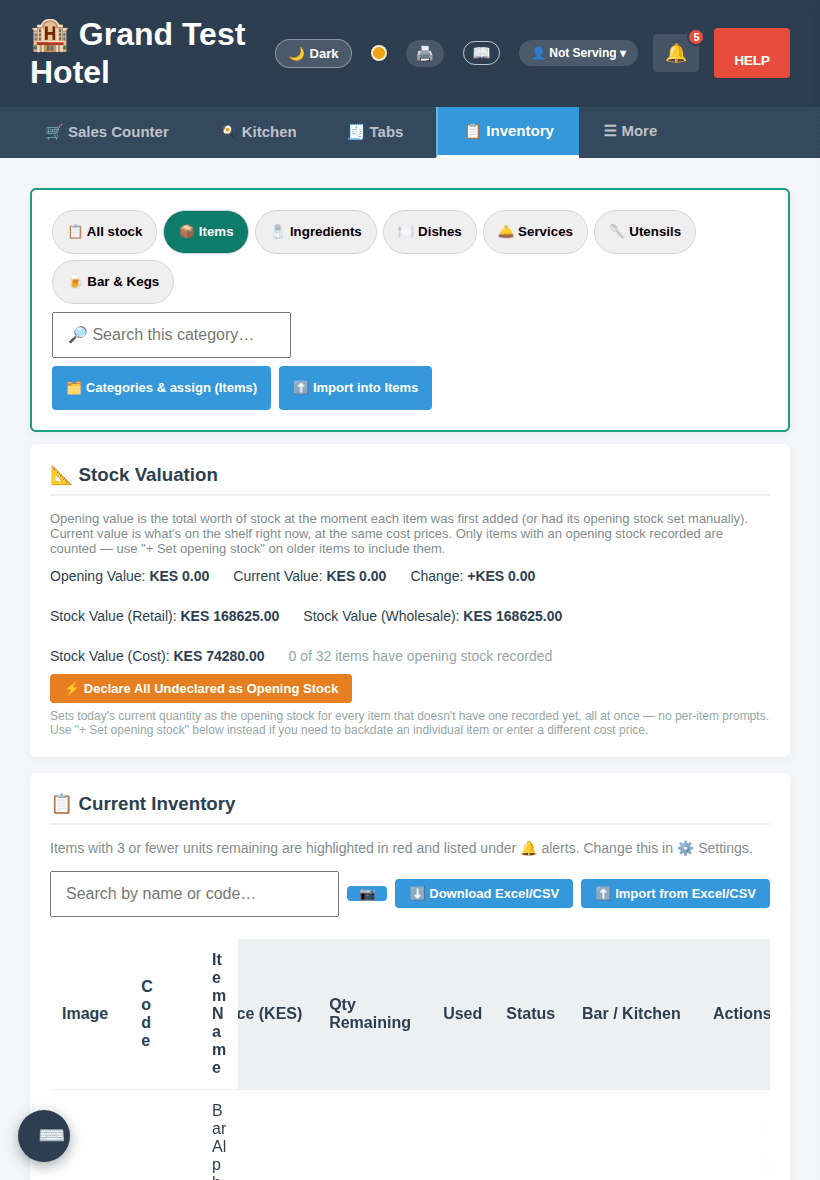 🏨 Grand Test
Hotel
🌙 Dark
👤 Not Serving ▾
🔔 5
HELP
🛒 Sales Counter
🍳 Kitchen
🧾 Tabs
📋 Inventory
☰ More
📋 All stock
📦 Items
🧂 Ingredients
🍽️ Dishes
🛎️ Services
🥄 Utensils
🍺 Bar & Kegs
🔎 Search this category…
🗂️ Categories & assign (Items)
⬆️ Import into Items
📐 Stock Valuation
Opening value is the total worth of stock at the moment each item was first added (or had its opening stock set manually).
Current value is what's on the shelf right now, at the same cost prices. Only items with an opening stock recorded are
counted — use "+ Set opening stock" on older items to include them.
Opening Value: KES 0.00 Current Value: KES 0.00 Change: +KES 0.00
Stock Value (Retail): KES 168625.00 Stock Value (Wholesale): KES 168625.00
Stock Value (Cost): KES 74280.00 0 of 32 items have opening stock recorded
⚡ Declare All Undeclared as Opening Stock
Sets today's current quantity as the opening stock for every item that doesn't have one recorded yet, all at once — no per-item prompts.
Use "+ Set opening stock" below instead if you need to backdate an individual item or enter a different cost price.
📋 Current Inventory
Items with 3 or fewer units remaining are highlighted in red and listed under 🔔 alerts. Change this in ⚙️ Settings.
Search by name or code…
📷
⬇️ Download Excel/CSV
⬆️ Import from Excel/CSV
Image
C
o
d
e
It
e
m
N
a
m
e
ce (KES)
Qty
Remaining
Used
Status
Bar / Kitchen
Actions
B
ar
Al
p